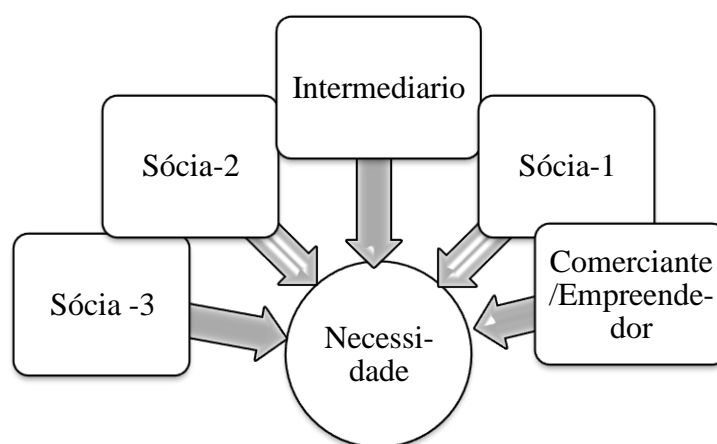 Intermediario
Sócia-2
Sócia-1
Sócia -3
Comerciante
/Empreende-
dor
Necessi-
dade